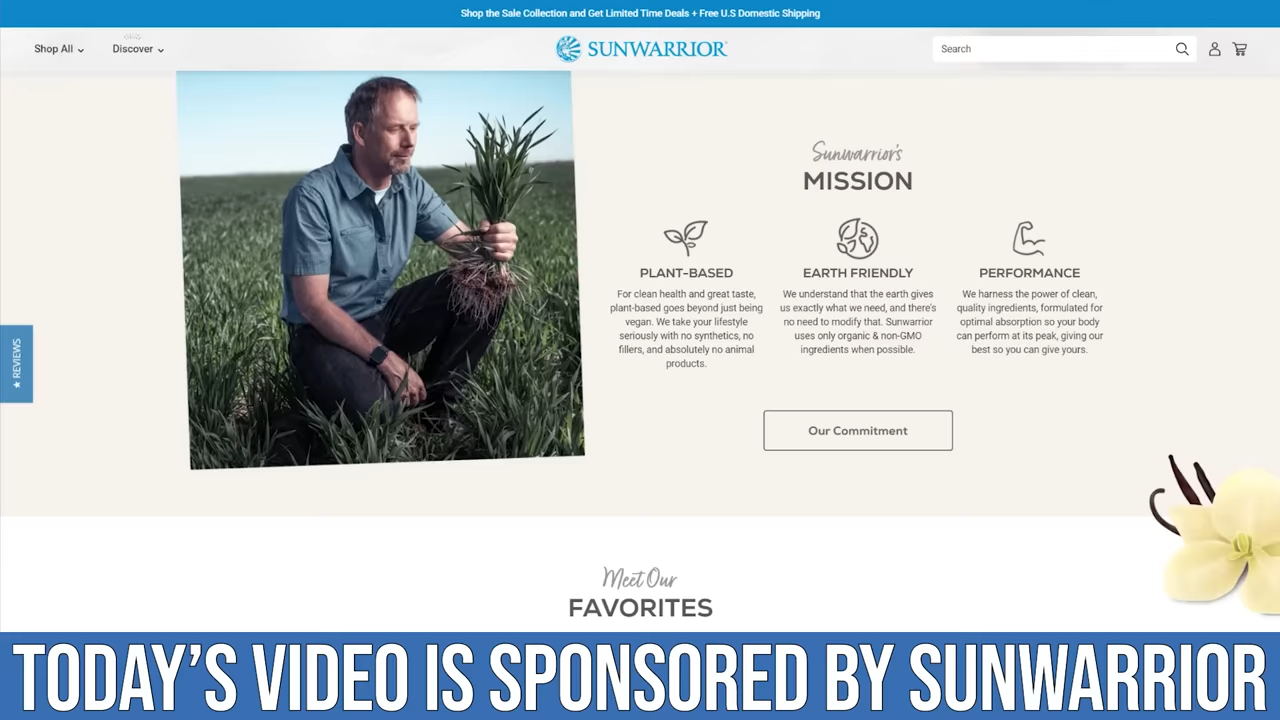 Shop the Sale Collection and Get Limited Time Deals + Free U.S Domestic Shipping
Shop All
Discover
SUNWARRIOR
Search
Sunwarrior's
MISSION
PLANT-BASED
For clean health and great taste,
plant-based goes beyond just being
vegan. We take your lifestyle
seriously with no synthetics, no
fillers, and absolutely no animal
products.
EARTH FRIENDLY
We understand that the earth gives
us exactly what we need, and there's
no need to modify that. Sunwarrior
uses only organic & non-GMO
ingredients when possible.
PERFORMANCE
We harness the power of clean,
quality ingredients, formulated for
optimal absorption so your body
can perform at its peak, giving our
best so you can give yours.
Our Commitment
★ REVIEWS
Meet Our
FAVORITES
TODAY'S VIDEO IS SPONSORED BY SUNWARRIOR